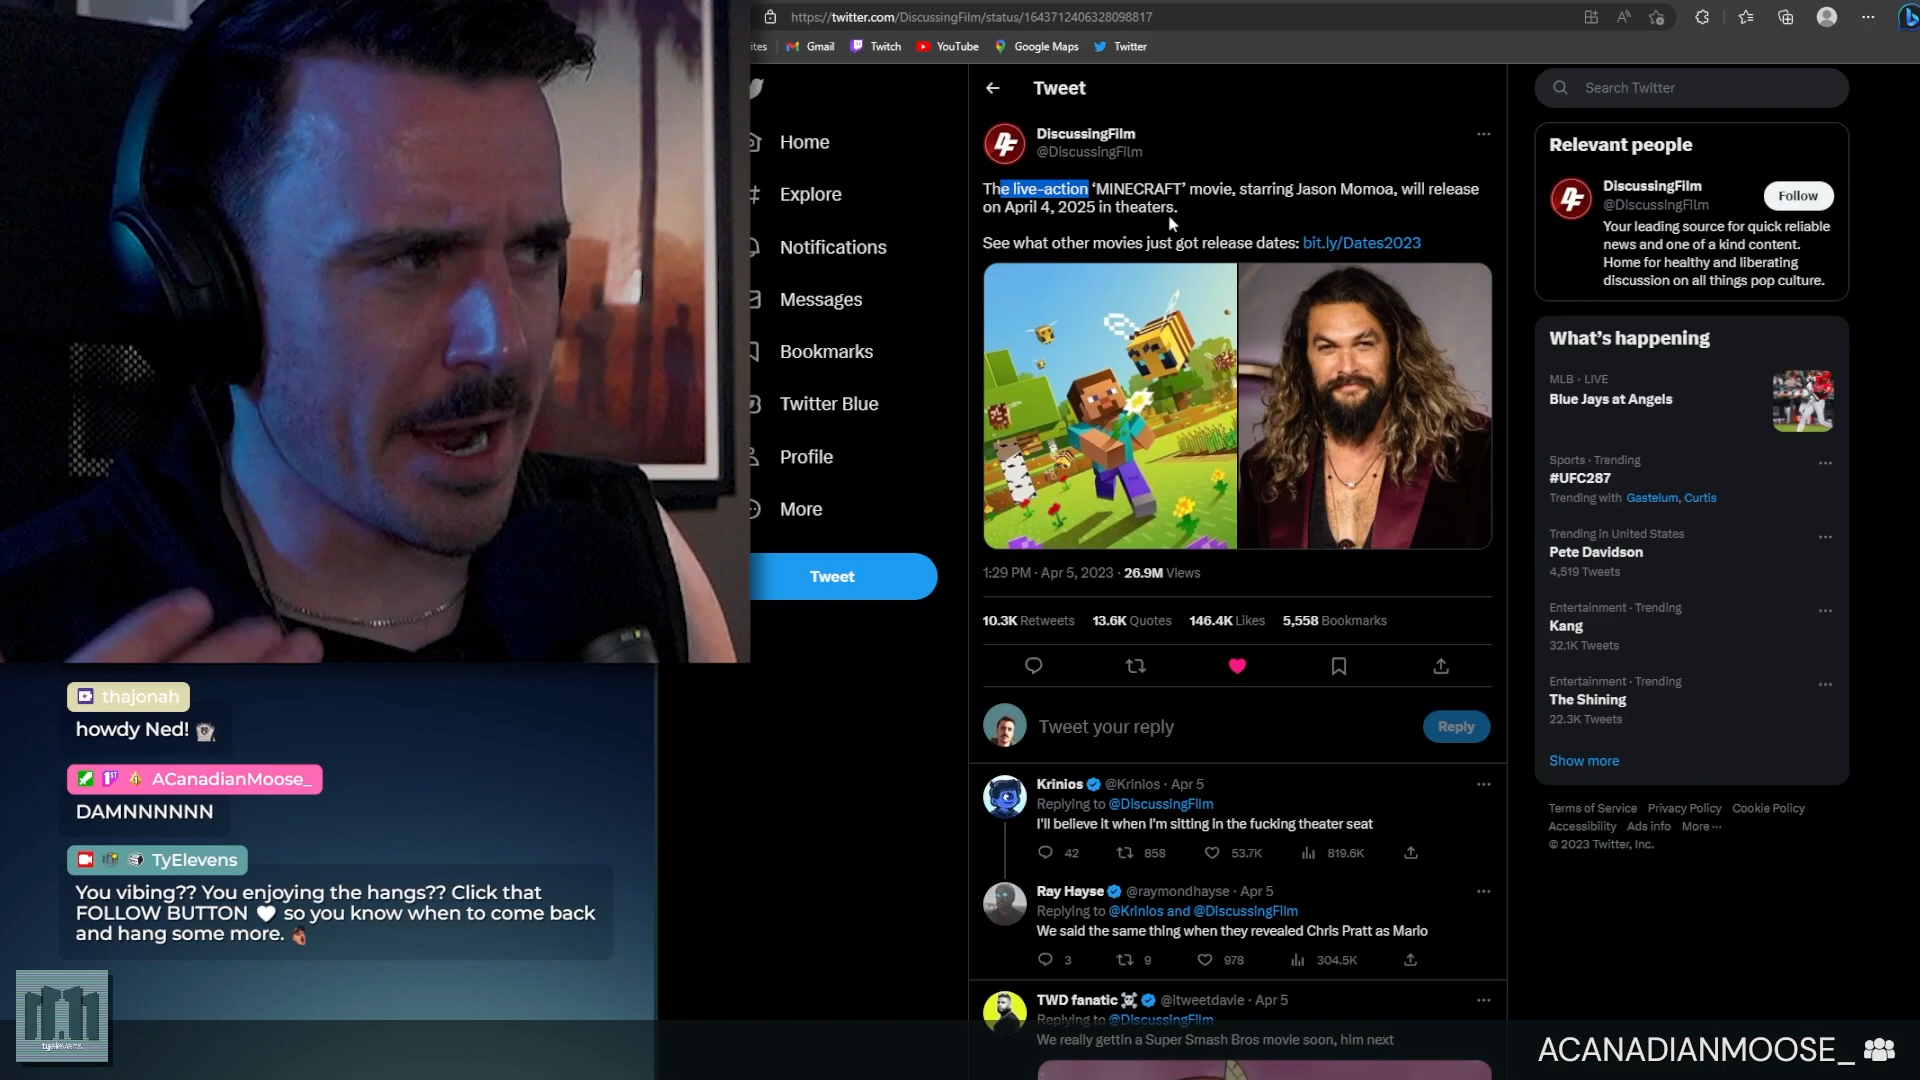 https://twitter.com/DiscussingFilm/status/1643712406328098817
ites Gmail Twitch YouTube Google Maps Twitter
Home
Explore
Notifications
Messages
Bookmarks
Twitter Blue
Profile
More
Tweet
Tweet
DiscussingFilm
@DiscussingFilm
The live-action ‘MINECRAFT’ movie, starring Jason Momoa, will release
on April 4, 2025 in theaters.
See what other movies just got release dates: bit.ly/Dates2023
1:29 PM · Apr 5, 2023 · 26.9M Views
10.3K Retweets 13.6K Quotes 146.4K Likes 5,558 Bookmarks
Tweet your reply
Reply
Krinios @Krinios · Apr 5
Replying to @DiscussingFilm
I'll believe it when I'm sitting in the fucking theater seat
42 858 53.7K 819.6K
Ray Hayse @raymondhayse · Apr 5
Replying to @Krinios and @DiscussingFilm
We said the same thing when they revealed Chris Pratt as Mario
3 9 978 304.5K
TWD fanatic @ltweetdavie · Apr 5
Replying to @DiscussingFilm
We really gettin a Super Smash Bros movie soon, him next
Search Twitter
Relevant people
DiscussingFilm
@DiscussingFilm
Follow
Your leading source for quick reliable
news and one of a kind content.
Home for healthy and liberating
discussion on all things pop culture.
What’s happening
MLB · LIVE
Blue Jays at Angels
Sports · Trending
#UFC287
Trending with Gastelum, Curtis
Trending in United States
Pete Davidson
4,519 Tweets
Entertainment · Trending
Kang
32.1K Tweets
Entertainment · Trending
The Shining
22.3K Tweets
Show more
Terms of Service Privacy Policy Cookie Policy
Accessibility Ads info More ···
© 2023 Twitter, Inc.
thajonah
howdy Ned!
ACanadianMoose_
DAMNNNNNN
TyElevens
You vibing?? You enjoying the hangs?? Click that
FOLLOW BUTTON so you know when to come back
and hang some more.
tyelevens
ACANADIANMOOSE_